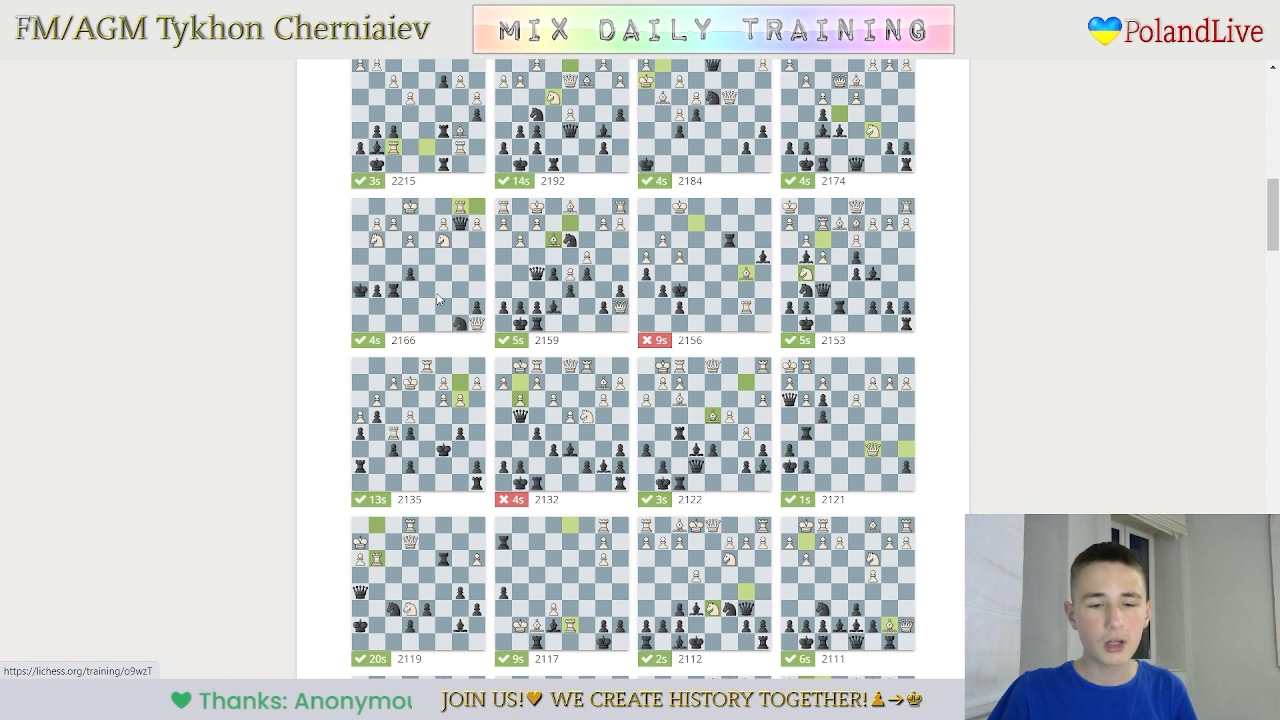 FM/AGM Tykhon Cherniaiev
MIX DAILY TRAINING
PolandLive
3s 2215
14s 2192
4s 2184
4s 2174
4s 2166
5s 2159
9s 2156
5s 2153
13s 2135
4s 2132
3s 2122
1s 2121
20s 2119
9s 2117
2s 2112
6s 2111
https://lichess.org/training/c9wzT
Thanks: Anonymou
JOIN US! WE CREATE HISTORY TOGETHER!